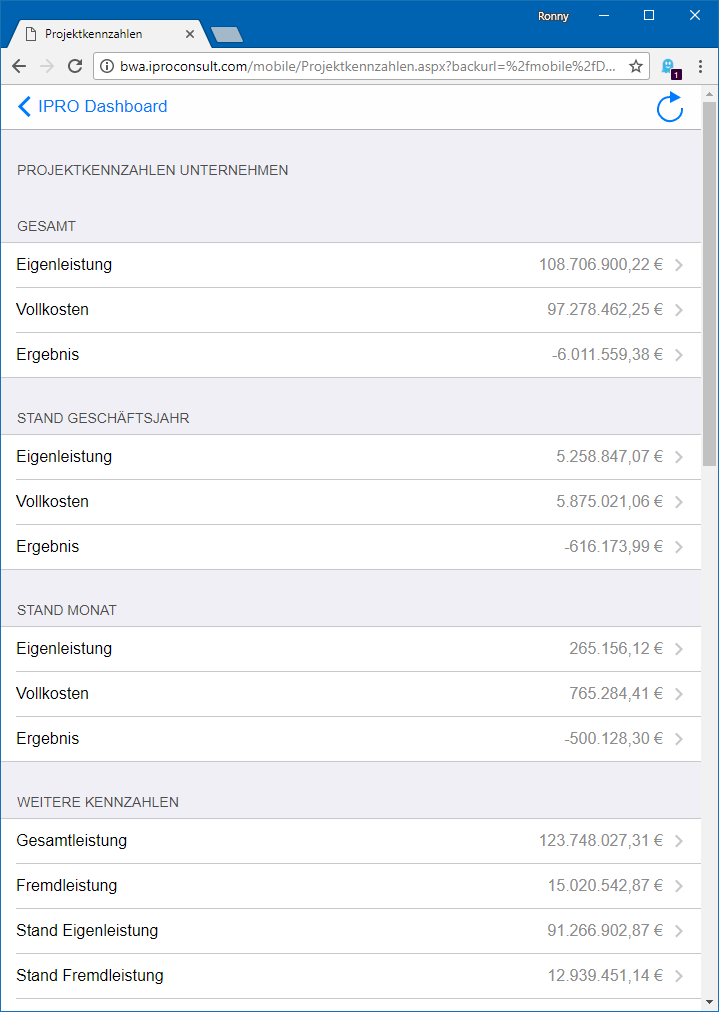 Ronny
Projektkennzahlen
bwa.iproconsult.com/mobile/Projektkennzahlen.aspx?backurl=%2fmobile%2fD...
1
IPRO Dashboard
PROJEKTKENNZAHLEN UNTERNEHMEN
GESAMT
Eigenleistung 108.706.900,22 €
Vollkosten 97.278.462,25 €
Ergebnis -6.011.559,38 €
STAND GESCHÄFTSJAHR
Eigenleistung 5.258.847,07 €
Vollkosten 5.875.021,06 €
Ergebnis -616.173,99 €
STAND MONAT
Eigenleistung 265.156,12 €
Vollkosten 765.284,41 €
Ergebnis -500.128,30 €
WEITERE KENNZAHLEN
Gesamtleistung 123.748.027,31 €
Fremdleistung 15.020.542,87 €
Stand Eigenleistung 91.266.902,87 €
Stand Fremdleistung 12.939.451,14 €